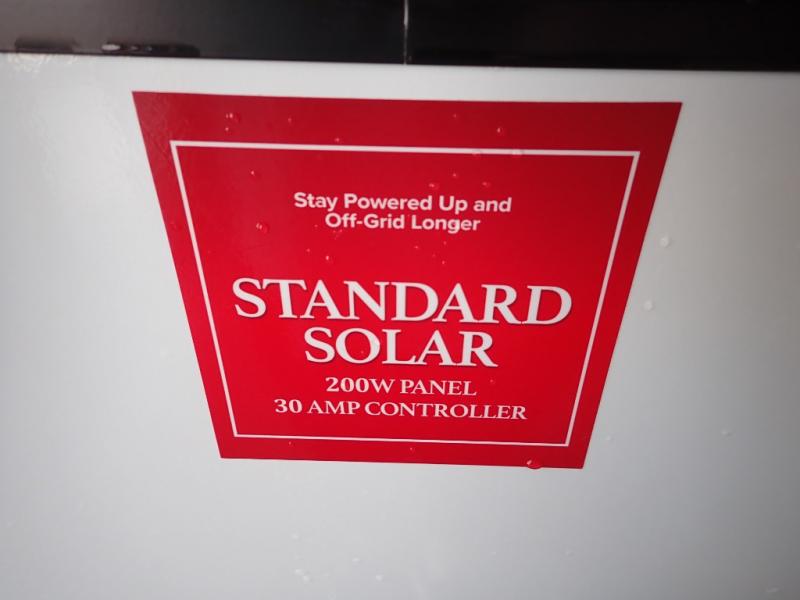 Stay Powered Up and
Off-Grid Longer
STANDARD
SOLAR
200W PANEL
30 AMP CONTROLLER